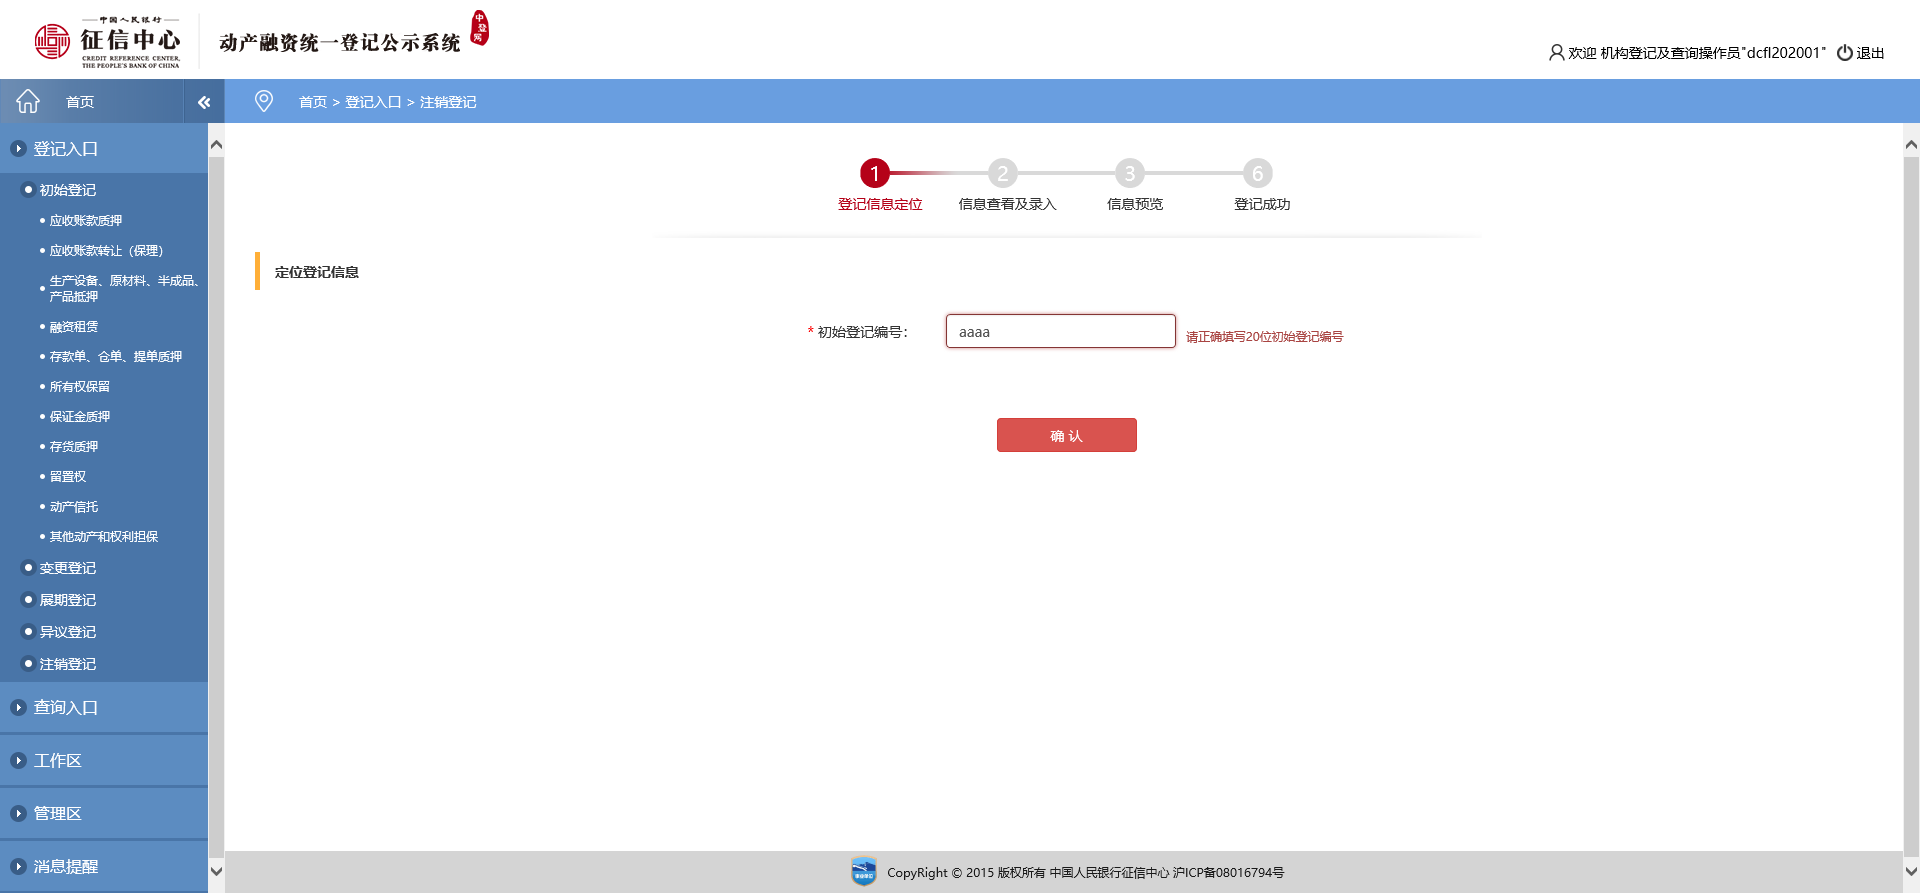 中国人民银行
征信中心
CREDIT REFERENCE CENTER,
THE PEOPLE'S BANK OF CHINA
动产融资统一登记公示系统
中登网
欢迎 机构登记及查询操作员"dcfl202001" 退出
首页
首页 > 登记入口 > 注销登记
登记入口
初始登记
应收账款质押
应收账款转让（保理）
生产设备、原材料、半成品、
产品抵押
融资租赁
存款单、仓单、提单质押
所有权保留
保证金质押
存货质押
留置权
动产信托
其他动产和权利担保
变更登记
展期登记
异议登记
注销登记
查询入口
工作区
管理区
消息提醒
1 2 3 6
登记信息定位 信息查看及录入 信息预览 登记成功
定位登记信息
* 初始登记编号： aaaa 请正确填写20位初始登记编号
确 认
CopyRight © 2015 版权所有 中国人民银行征信中心 沪ICP备08016794号